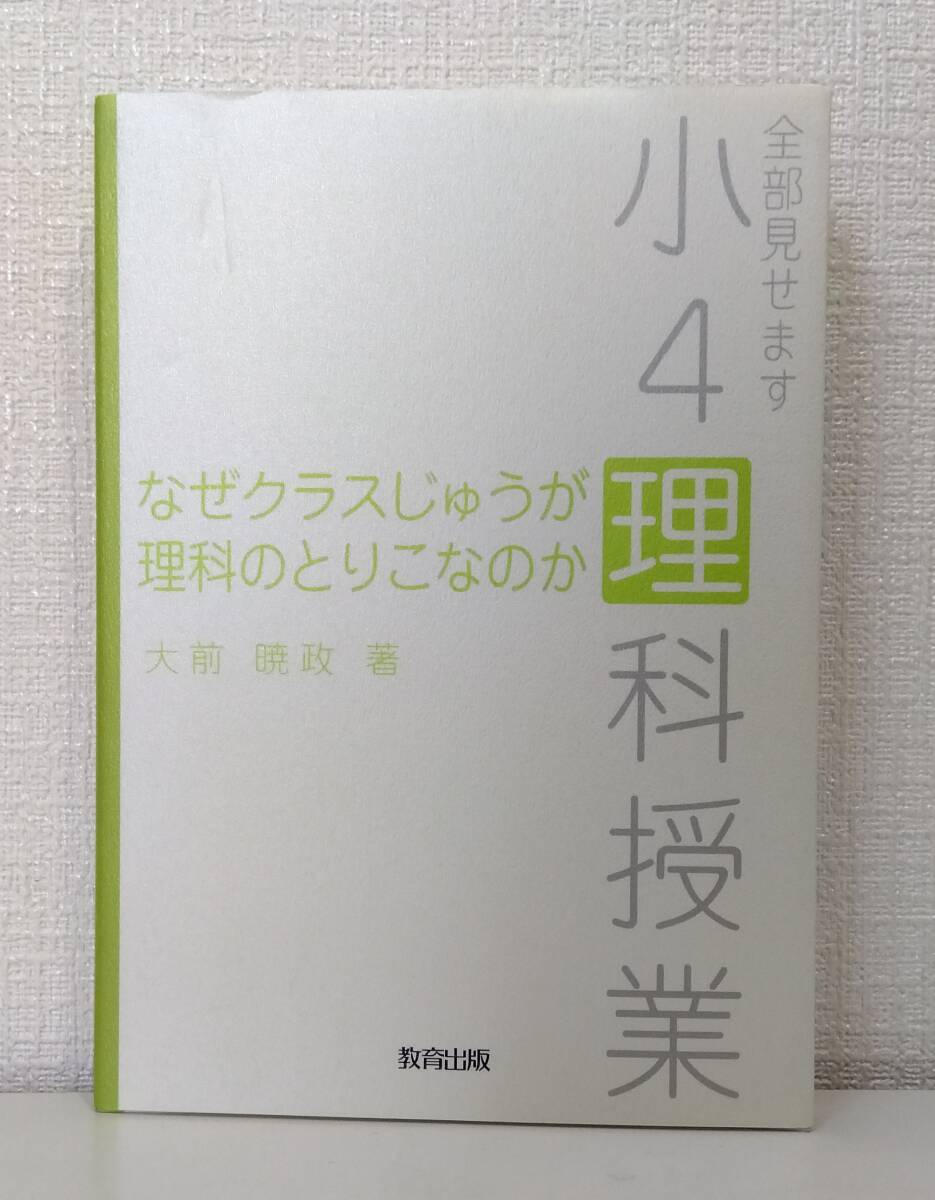 全部見せます
小4理科授業
なぜクラスじゅうが
理科のとりこなのか
大前 暁政 著
教育出版